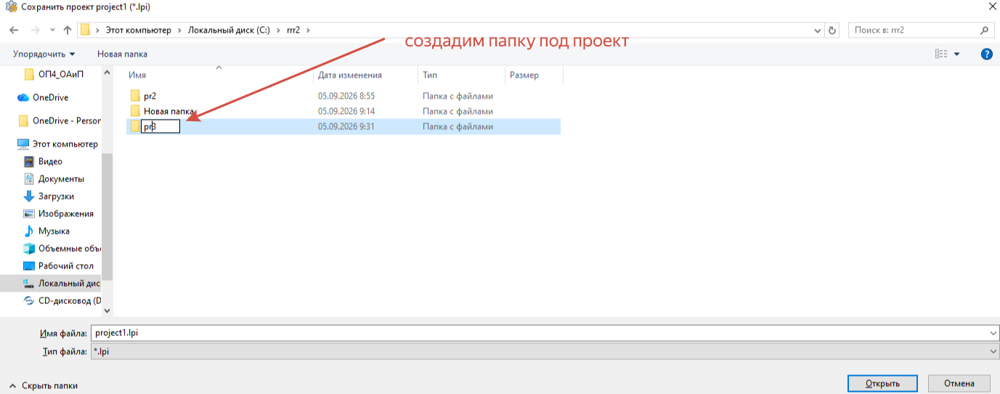 Сохранить проект project1 (*.lpi)
Этот компьютер > Локальный диск (C:) > rrr2 >
Поиск в: rrr2
создадим папку под проект
Упорядочить Новая папка
ОП4_ОАиП
OneDrive
OneDrive - Person
Этот компьютер
Видео
Документы
Загрузки
Изображения
Музыка
Объемные объе
Рабочий стол
Локальный дис
CD-дисковод (D
Имя Дата изменения Тип Размер
pr2 05.09.2026 8:55 Папка с файлами
Новая папка 05.09.2026 9:14 Папка с файлами
pr3 05.09.2026 9:31 Папка с файлами
Имя файла: project1.lpi
Тип файла: *.lpi
Скрыть папки
Открыть Отмена